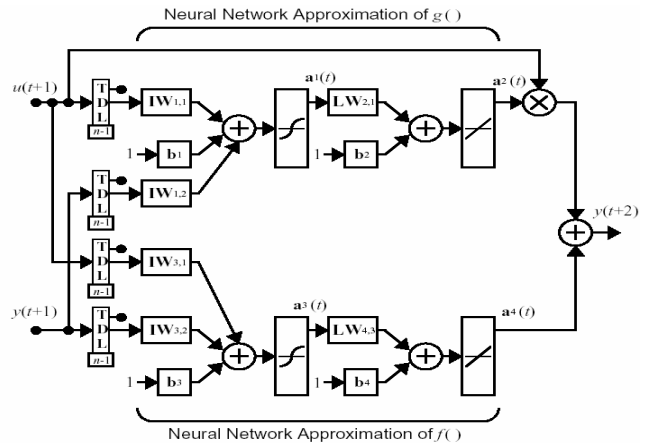 Neural Network Approximation of g( )
u(t+1)
T D L
n-1
IW1,1
a1(t)
LW2,1
a2 (t)
1
b1
1
b2
T D L
n-1
IW1,2
y(t+2)
T D L
n-1
IW3,1
a3 (t)
LW4,3
a4(t)
y(t+1)
T D L
n-1
IW3,2
1
b3
1
b4
Neural Network Approximation of f( )